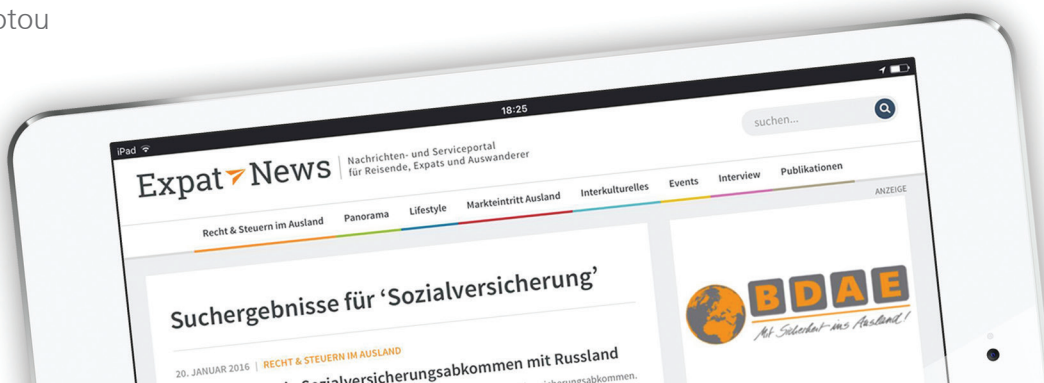 otou
iPad
18:25
Expat News
Nachrichten- und Serviceportal
für Reisende, Expats und Auswanderer
suchen...
Recht & Steuern im Ausland Panorama Lifestyle Markteintritt Ausland Interkulturelles Events Interview Publikationen
ANZEIGE
Suchergebnisse für ‘Sozialversicherung’
BDAE
Mit Sicherheit ins Ausland!
20. JANUAR 2016 | RECHT & STEUERN IM AUSLAND
Sozialversicherungsabkommen mit Russland